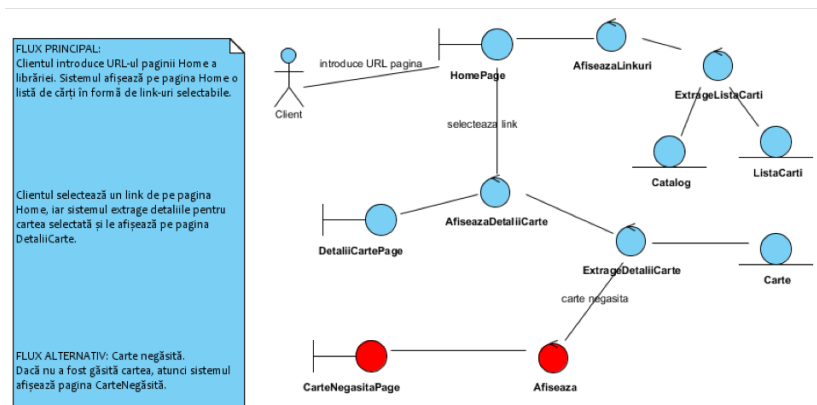 FLUX PRINCIPAL:
Clientul introduce URL-ul paginii Home a
librăriei. Sistemul afișează pe pagina Home o
listă de cărți în formă de link-uri selectabile.
Clientul selectează un link de pe pagina
Home, iar sistemul extrage detaliile pentru
cartea selectată și le afișează pe pagina
DetaliiCarte.
FLUX ALTERNATIV: Carte negăsită.
Dacă nu a fost găsită cartea, atunci sistemul
afișează pagina CarteNegăsită.
Client
introduce URL pagina
HomePage
AfiseazaLinkuri
ExtrageListaCarti
Catalog
ListaCarti
selecteaza link
AfiseazaDetaliiCarte
DetaliiCartePage
ExtrageDetaliiCarte
Carte
carte negasita
CarteNegasitaPage
Afiseaza